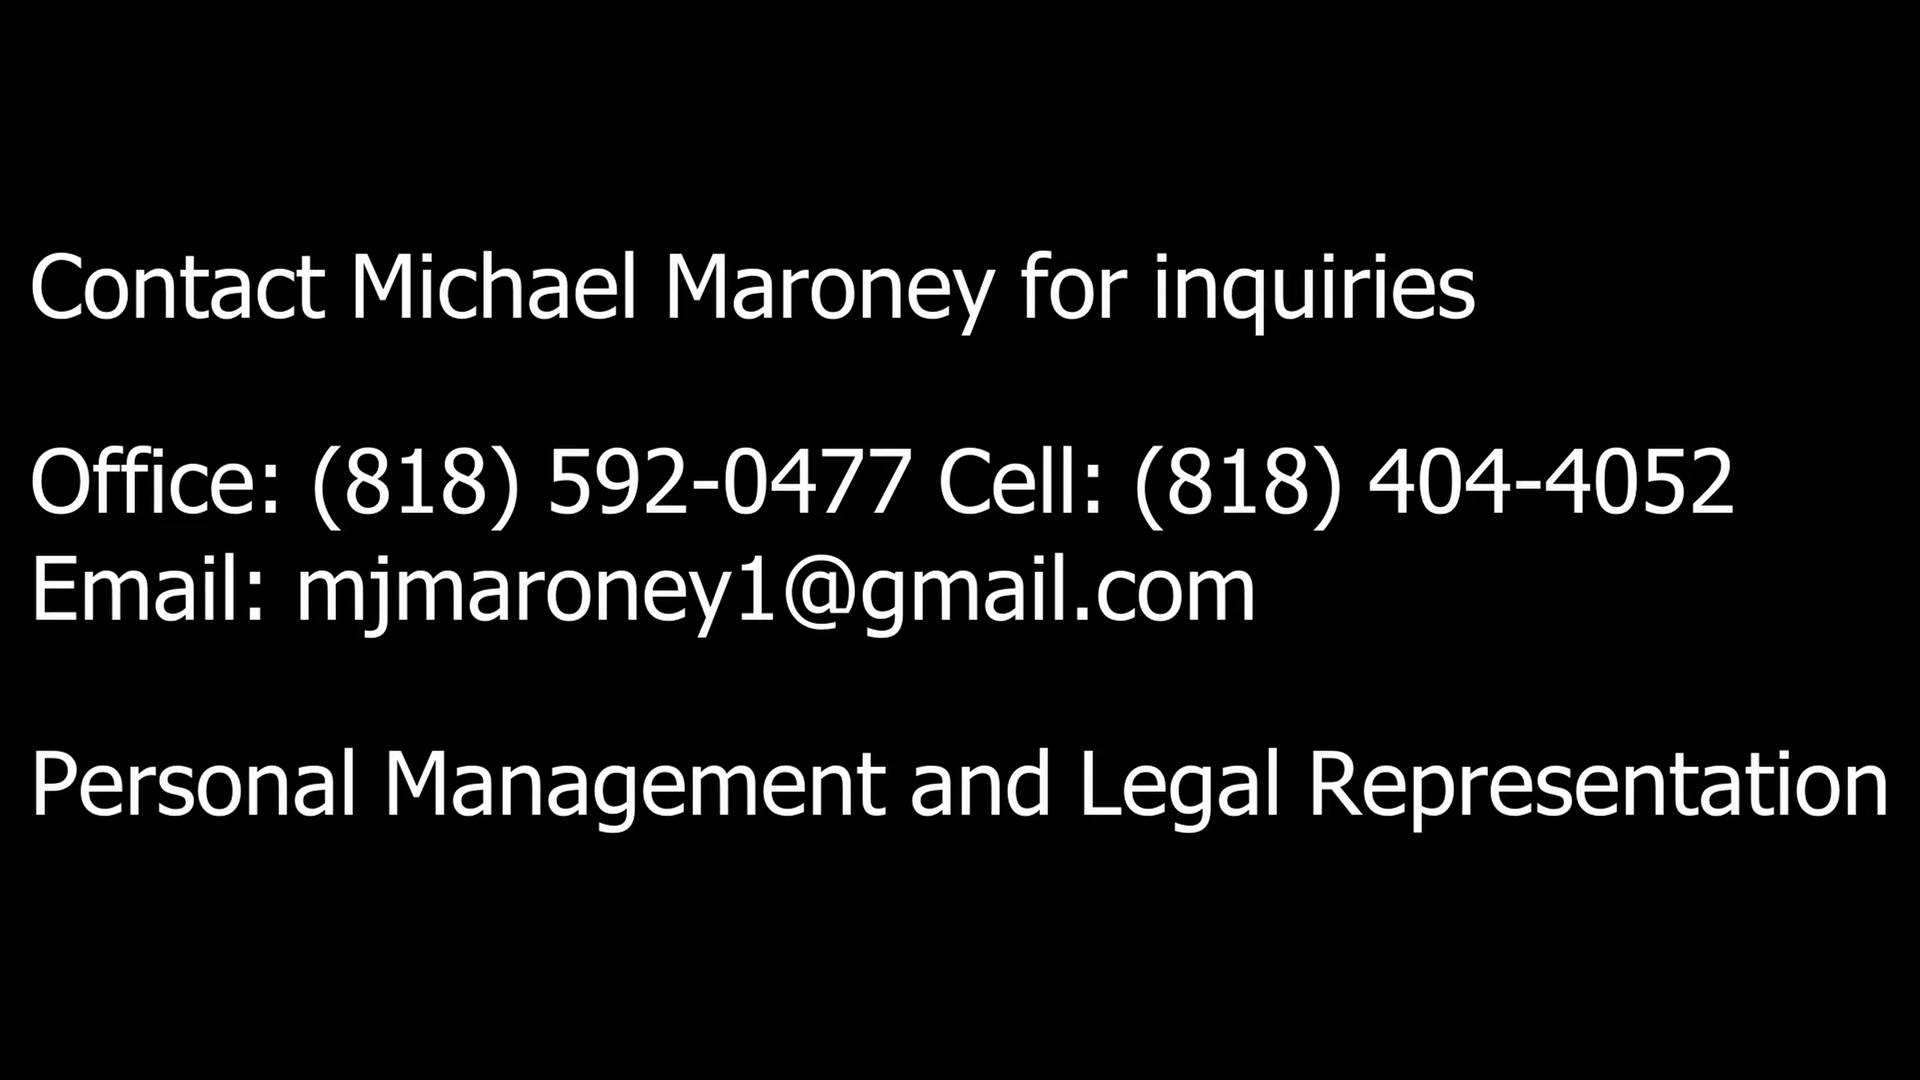 Contact Michael Maroney for inquiries
Office: (818) 592-0477 Cell: (818) 404-4052
Email: mjmaroney1@gmail.com
Personal Management and Legal Representation